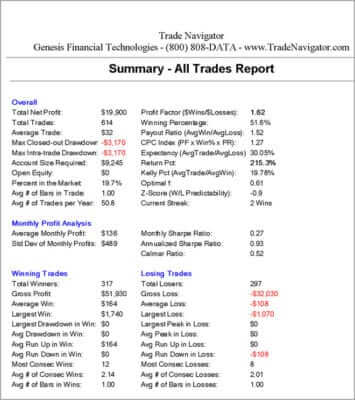 Trade Navigator
Genesis Financial Technologies - (800) 808-DATA - www.TradeNavigator.com
Summary - All Trades Report
Overall
Total Net Profit: $19,900 Profit Factor ($Wins/$Losses): 1.62
Total Trades: 614 Winning Percentage: 51.6%
Average Trade: $32 Payout Ratio (AvgWin/AvgLoss): 1.52
Max Closed-out Drawdown: -$3,170 CPC Index (PF x Win% x PR): 1.27
Max Intra-trade Drawdown: -$3,170 Expectancy (AvgTrade/AvgLoss): 30.05%
Account Size Required: $9,245 Return Pct: 215.3%
Open Equity: $0 Kelly Pct (AvgTrade/AvgWin): 19.78%
Percent in the Market: 19.7% Optimal f: 0.61
Avg # of Bars in Trade: 1.00 Z-Score (W/L Predictability): -0.9
Avg # of Trades per Year: 50.8 Current Streak: 2 Wins
Monthly Profit Analysis
Average Monthly Profit: $136 Monthly Sharpe Ratio: 0.27
Std Dev of Monthly Profits: $489 Annualized Sharpe Ratio: 0.93
Calmar Ratio: 0.52
Winning Trades Losing Trades
Total Winners: 317 Total Losers: 297
Gross Profit $51,930 Gross Loss: -$32,030
Average Win: $164 Average Loss: -$108
Largest Win: $1,740 Largest Loss: -$1,070
Largest Drawdown in Win: $0 Largest Peak in Loss: $0
Avg Drawdown in Win: $0 Avg Peak in Loss: $0
Avg Run Up in Win: $164 Avg Run Up in Loss: $0
Avg Run Down in Win: $0 Avg Run Down in Loss: -$108
Most Consec Wins: 12 Most Consec Losses: 8
Avg # of Consec Wins: 2.14 Avg # of Consec Losses: 2.01
Avg # of Bars in Wins: 1.00 Avg # of Bars in Losses: 1.00